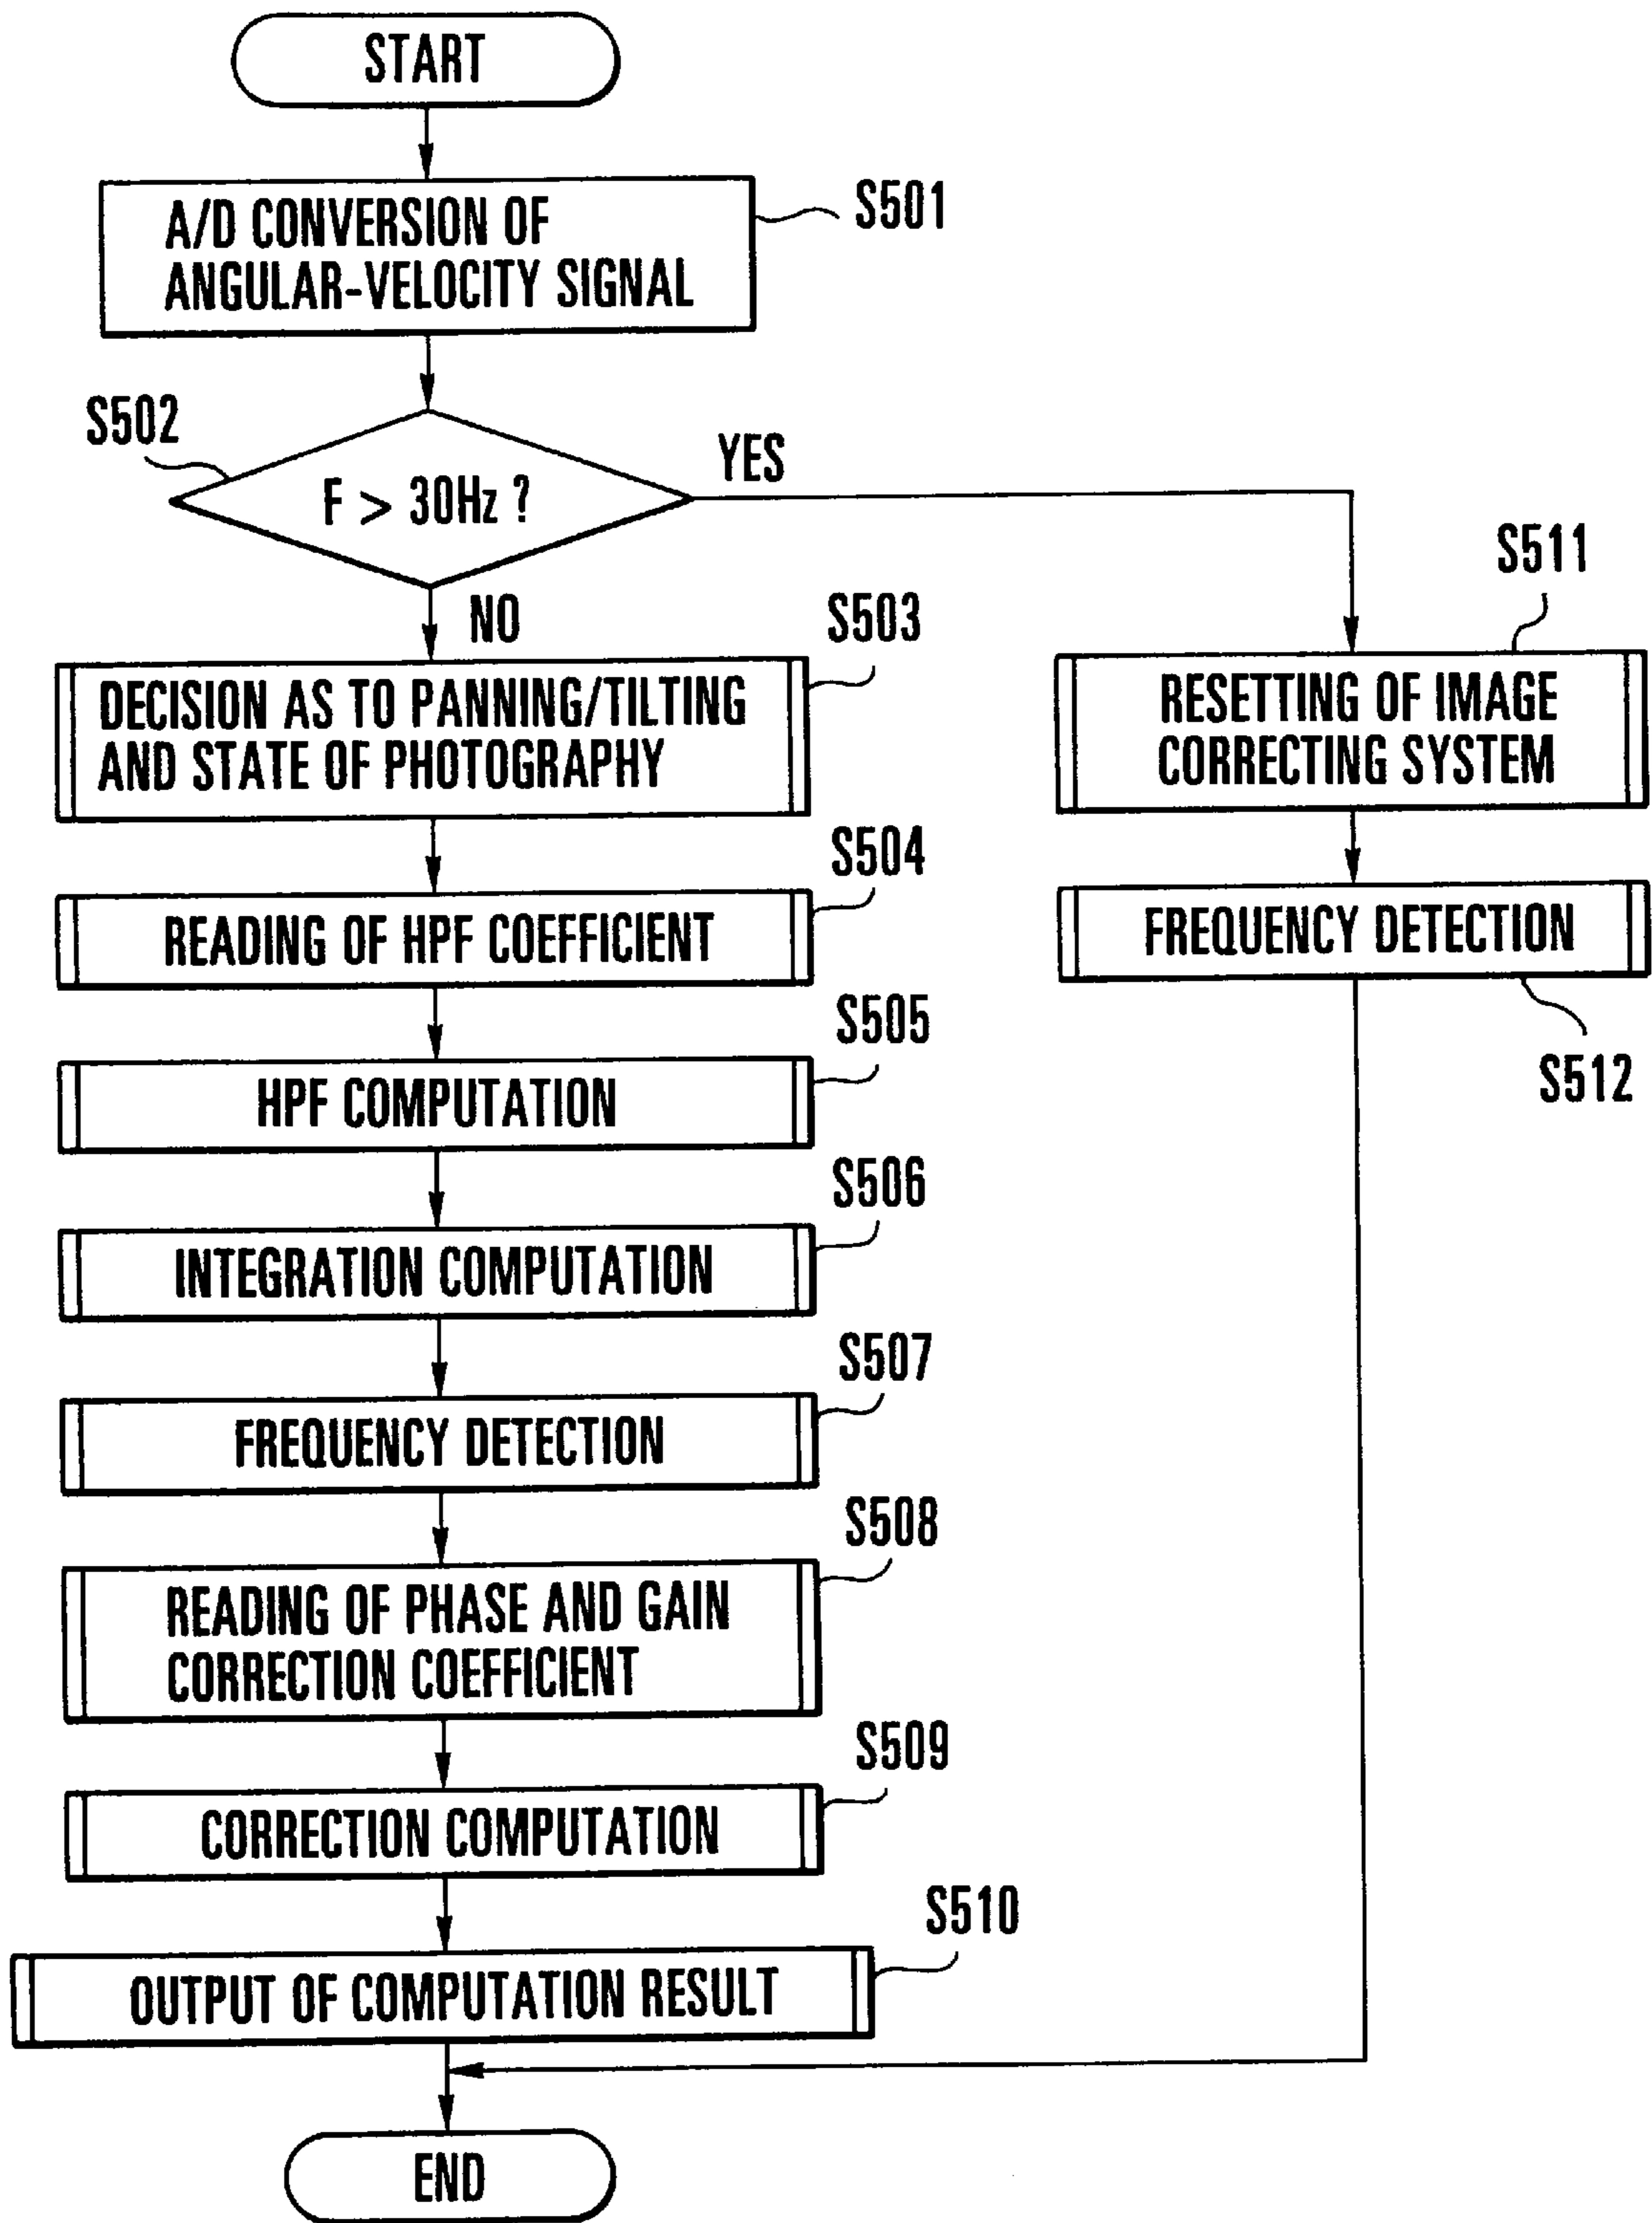 START
A/D CONVERSION OF
ANGULAR-VELOCITY SIGNAL
S501
S502
F > 30Hz ?
YES
NO
S503
DECISION AS TO PANNING/TILTING
AND STATE OF PHOTOGRAPHY
S504
READING OF HPF COEFFICIENT
S505
HPF COMPUTATION
S506
INTEGRATION COMPUTATION
S507
FREQUENCY DETECTION
S508
READING OF PHASE AND GAIN
CORRECTION COEFFICIENT
S509
CORRECTION COMPUTATION
S510
OUTPUT OF COMPUTATION RESULT
S511
RESETTING OF IMAGE
CORRECTING SYSTEM
FREQUENCY DETECTION
S512
END